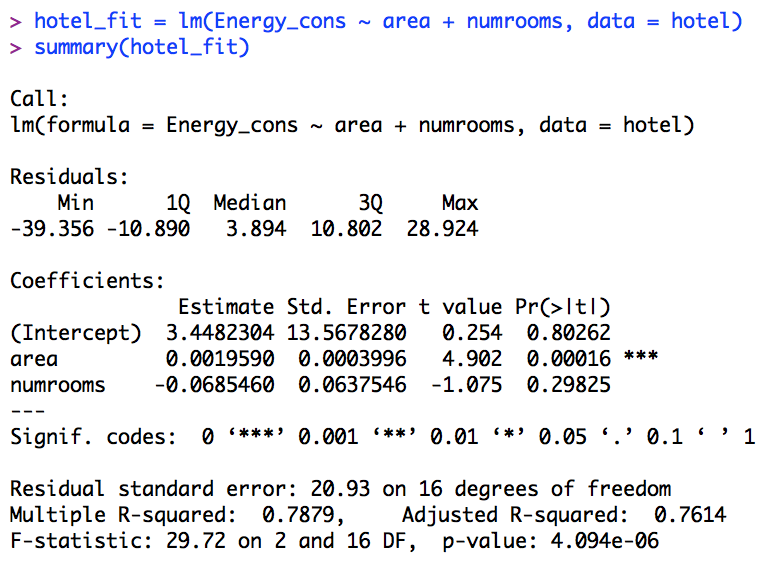 > hotel_fit = lm(Energy_cons ~ area + numrooms, data = hotel)
> summary(hotel_fit)
Call:
lm(formula = Energy_cons ~ area + numrooms, data = hotel)
Residuals:
    Min      1Q  Median      3Q     Max
-39.356 -10.890   3.894  10.802  28.924
Coefficients:
              Estimate Std. Error t value Pr(>|t|)
(Intercept)  3.4482304 13.5678280   0.254  0.80262
area         0.0019590  0.0003996   4.902  0.00016 ***
numrooms    -0.0685460  0.0637546  -1.075  0.29825
---
Signif. codes:  0 ‘***’ 0.001 ‘**’ 0.01 ‘*’ 0.05 ‘.’ 0.1 ‘ ’ 1
Residual standard error: 20.93 on 16 degrees of freedom
Multiple R-squared:  0.7879,    Adjusted R-squared:  0.7614
F-statistic: 29.72 on 2 and 16 DF,  p-value: 4.094e-06